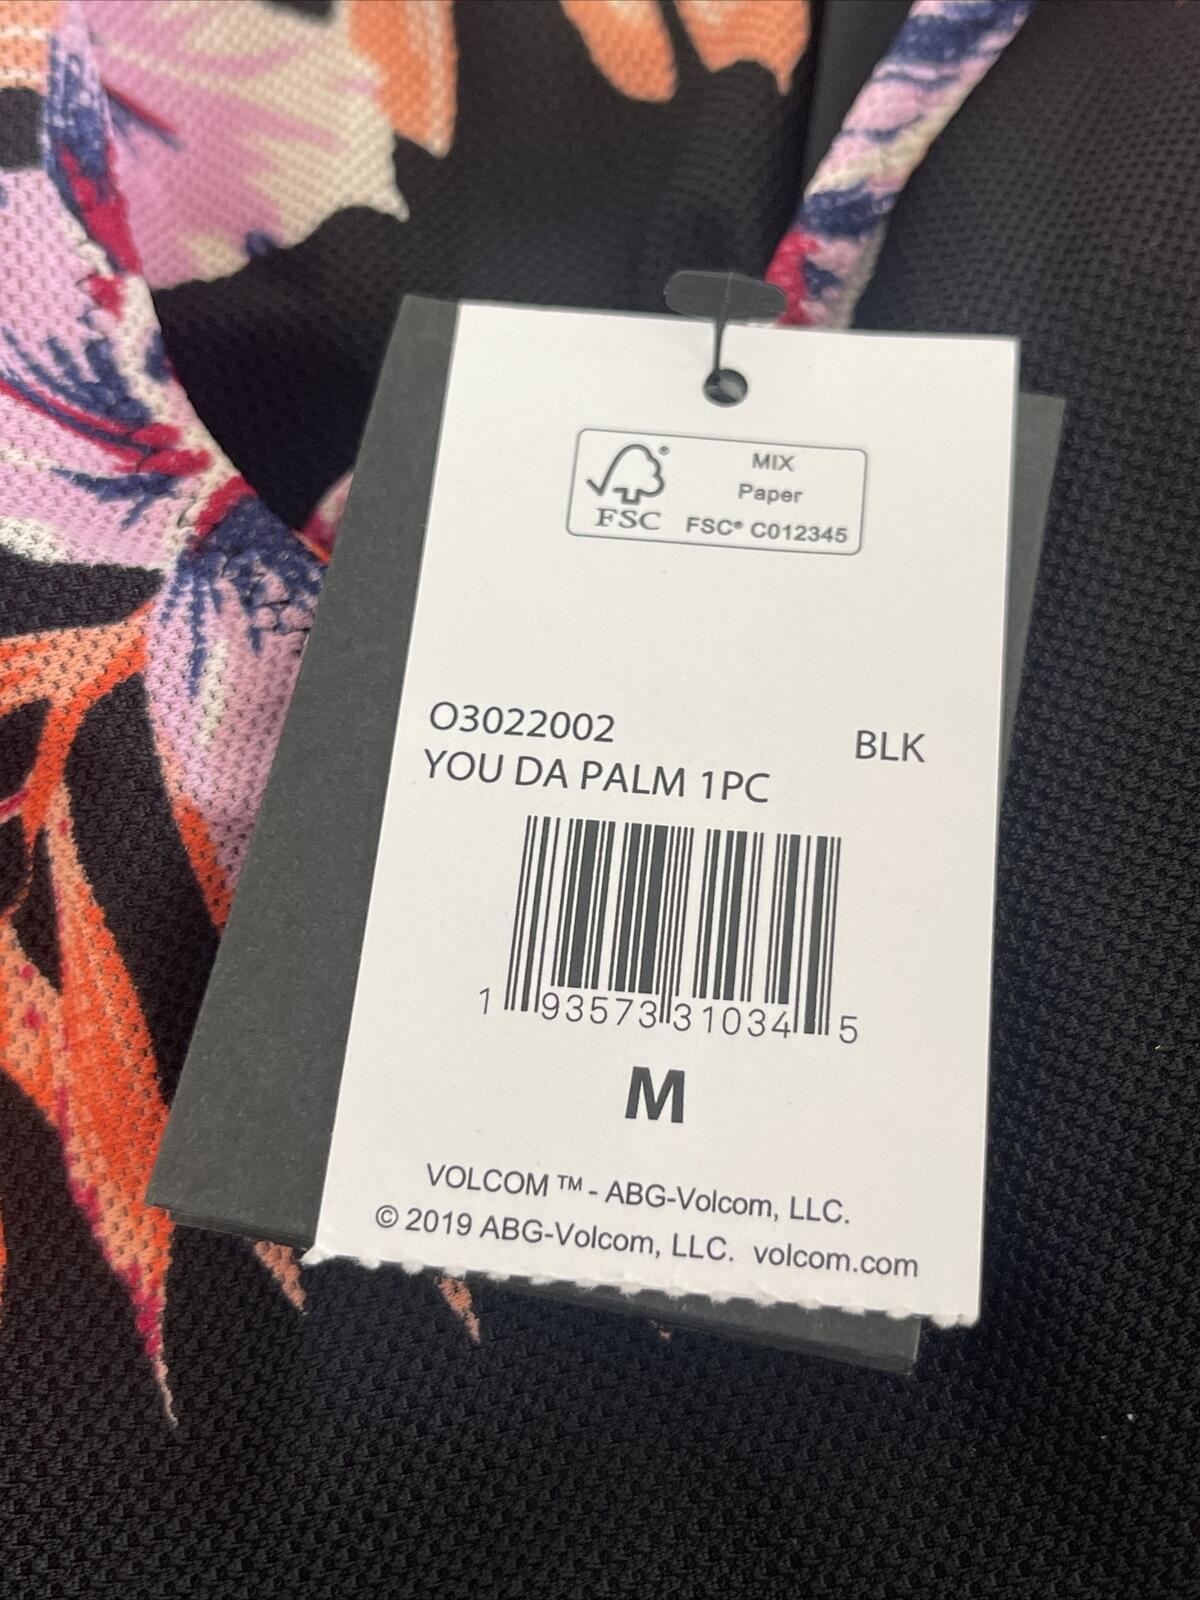 MIX
Paper
FSC® C012345
FSC
O3022002
BLK
YOU DA PALM 1PC
1 93573 31034 5
M
VOLCOM ™ - ABG-Volcom, LLC.
© 2019 ABG-Volcom, LLC. volcom.com